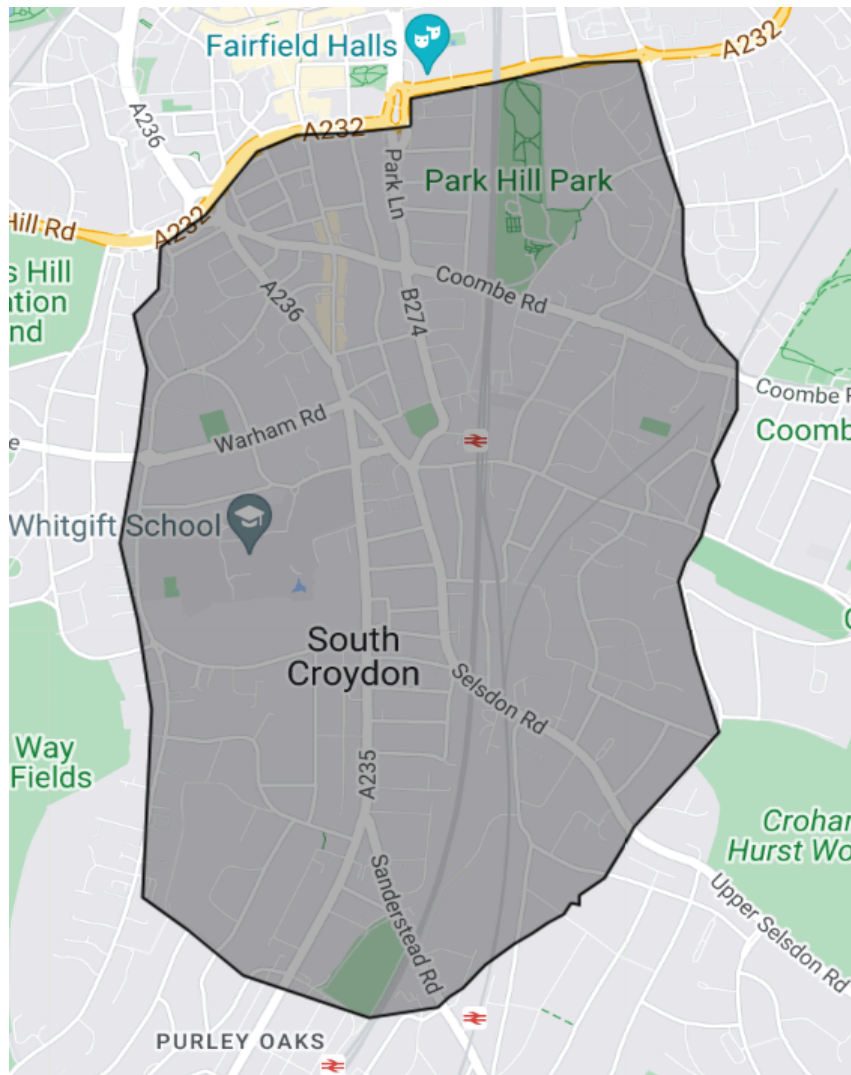 Fairfield Halls
A232
A236
A232
Park Ln
Park Hill Park
Hill Rd
A232
s Hill
ation
nd
A236
Coombe Rd
B274
Coombe R
Coomb
Warham Rd
e
Whitgift School
South
Croydon
Selsdon Rd
Way
Fields
A235
Croha
Hurst Wo
Sanderstead Rd
Upper Selsdon Rd
PURLEY OAKS